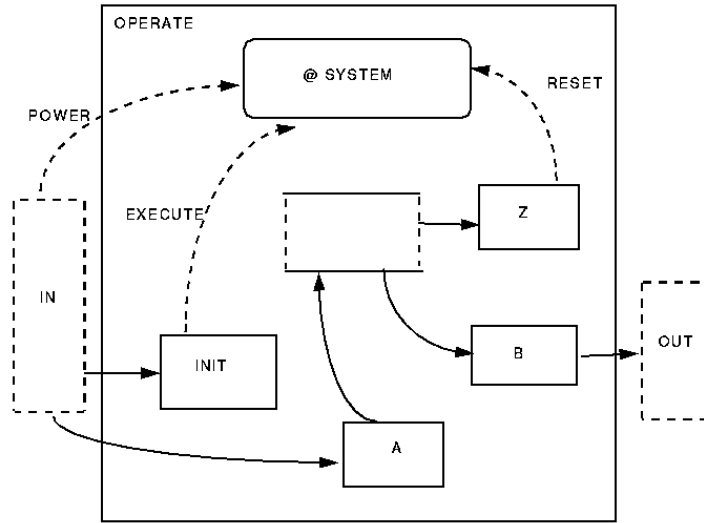 OPERATE
@ SYSTEM
RESET
POWER
EXECUTE
Z
IN
OUT
B
INIT
A